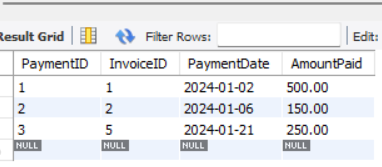 Result Grid Filter Rows: Edit:
PaymentID InvoiceID PaymentDate AmountPaid
1 1 2024-01-02 500.00
2 2 2024-01-06 150.00
3 5 2024-01-21 250.00
NULL NULL NULL NULL